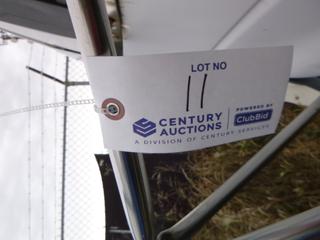 LOT NO
11
CENTURY
AUCTIONS
POWERED BY
ClubBid
A DIVISION OF CENTURY SERVICES